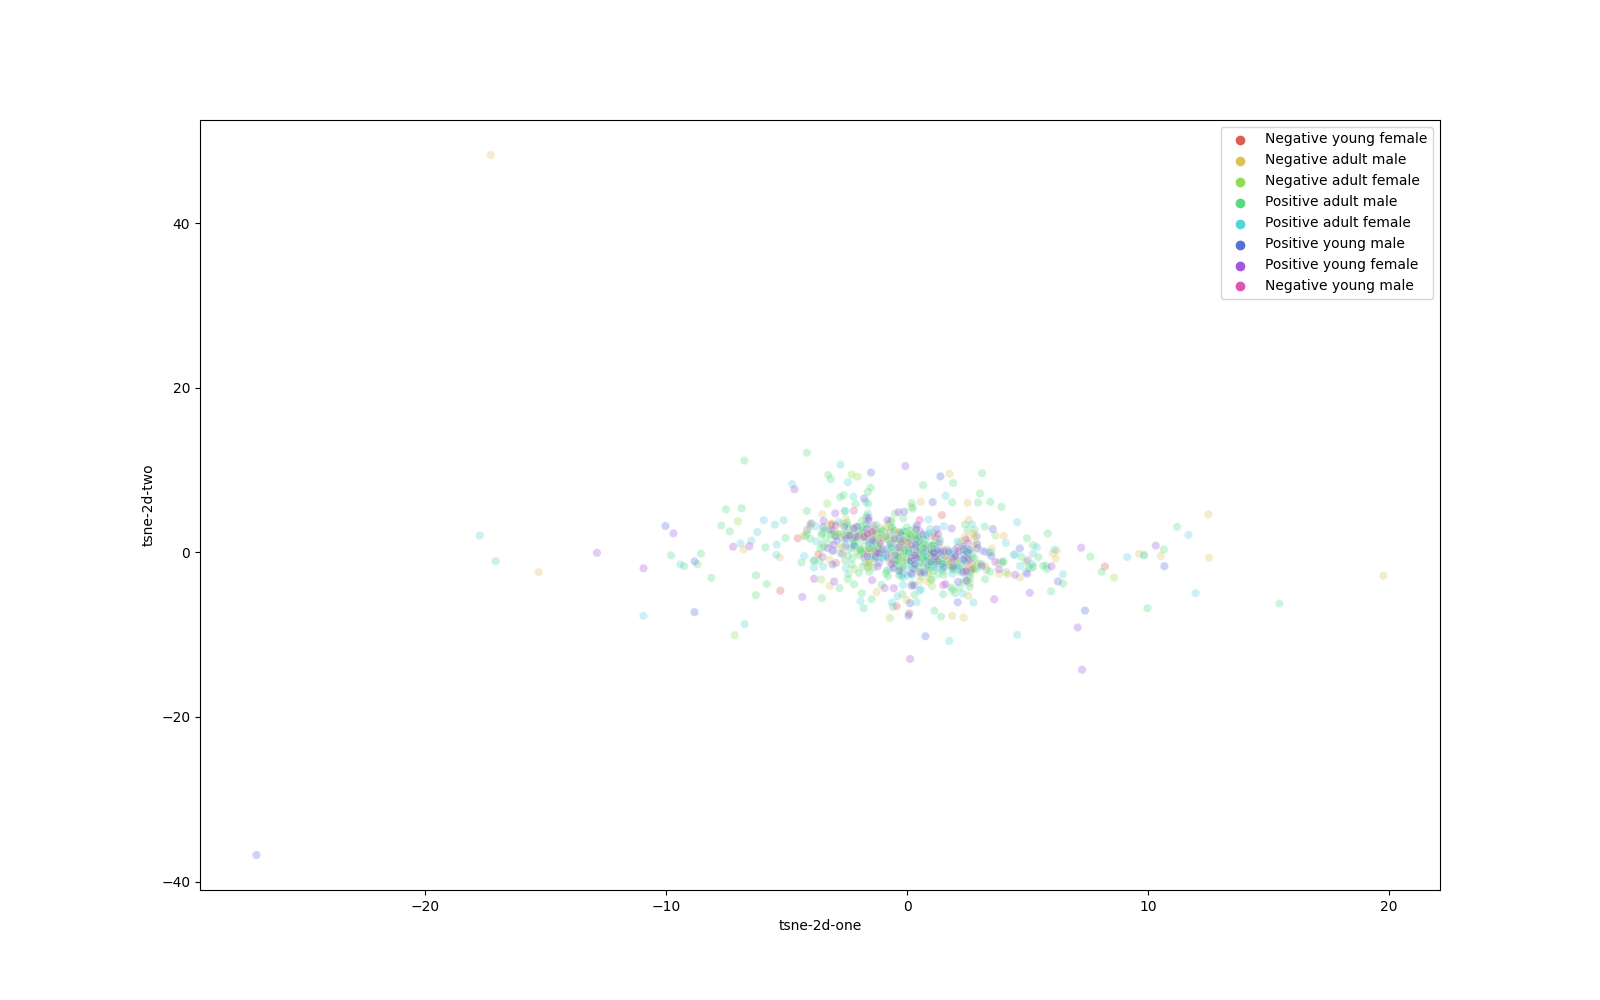 Negative young female
Negative adult male
Negative adult female
Positive adult male
Positive adult female
Positive young male
Positive young female
Negative young male
40
20
0
−20
−40
tsne-2d-two
−20
−10
0
10
20
tsne-2d-one